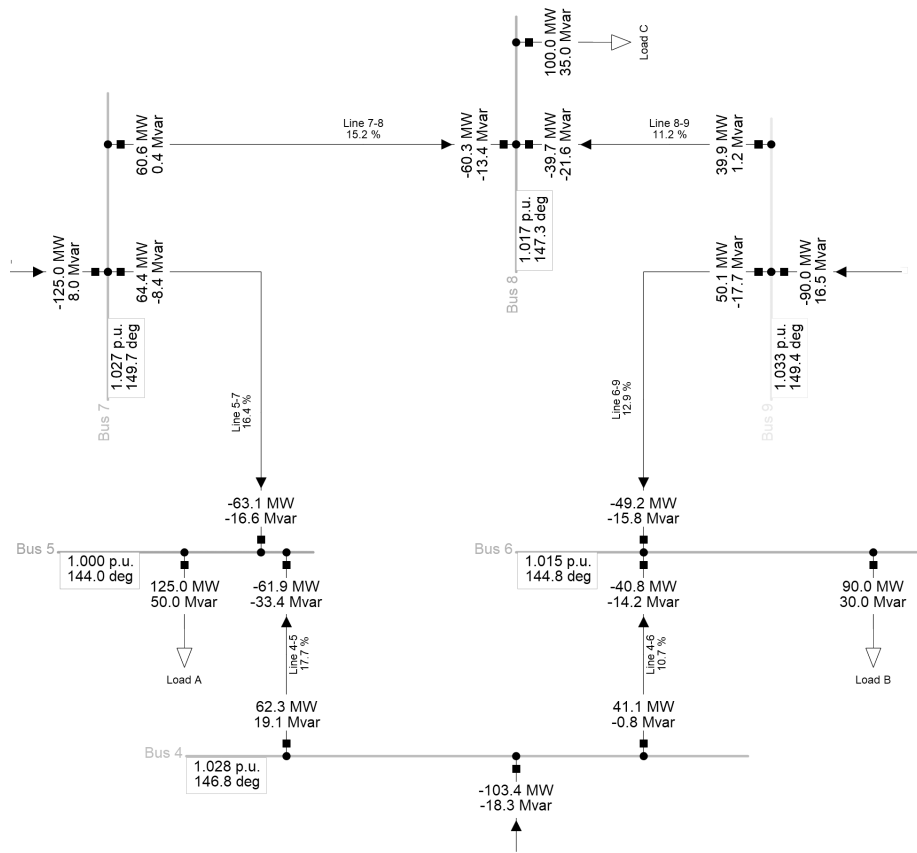 100.0 MW
35.0 Mvar
Load C
60.6 MW
0.4 Mvar
Line 7-8
15.2 %
-60.3 MW
-13.4 Mvar
-39.7 MW
-21.6 Mvar
Line 8-9
11.2 %
39.9 MW
1.2 Mvar
1.017 p.u.
147.3 deg
Bus 8
-125.0 MW
8.0 Mvar
64.4 MW
-8.4 Mvar
50.1 MW
-17.7 Mvar
-90.0 MW
16.5 Mvar
1.027 p.u.
149.7 deg
Bus 7
1.033 p.u.
149.4 deg
Bus 9
Line 5-7
16.4 %
Line 6-9
12.9 %
-63.1 MW
-16.6 Mvar
-49.2 MW
-15.8 Mvar
Bus 5
1.000 p.u.
144.0 deg
Bus 6
1.015 p.u.
144.8 deg
125.0 MW
50.0 Mvar
-61.9 MW
-33.4 Mvar
-40.8 MW
-14.2 Mvar
90.0 MW
30.0 Mvar
Load A
Line 4-5
17.7 %
Line 4-6
10.7 %
Load B
62.3 MW
19.1 Mvar
41.1 MW
-0.8 Mvar
Bus 4
1.028 p.u.
146.8 deg
-103.4 MW
-18.3 Mvar